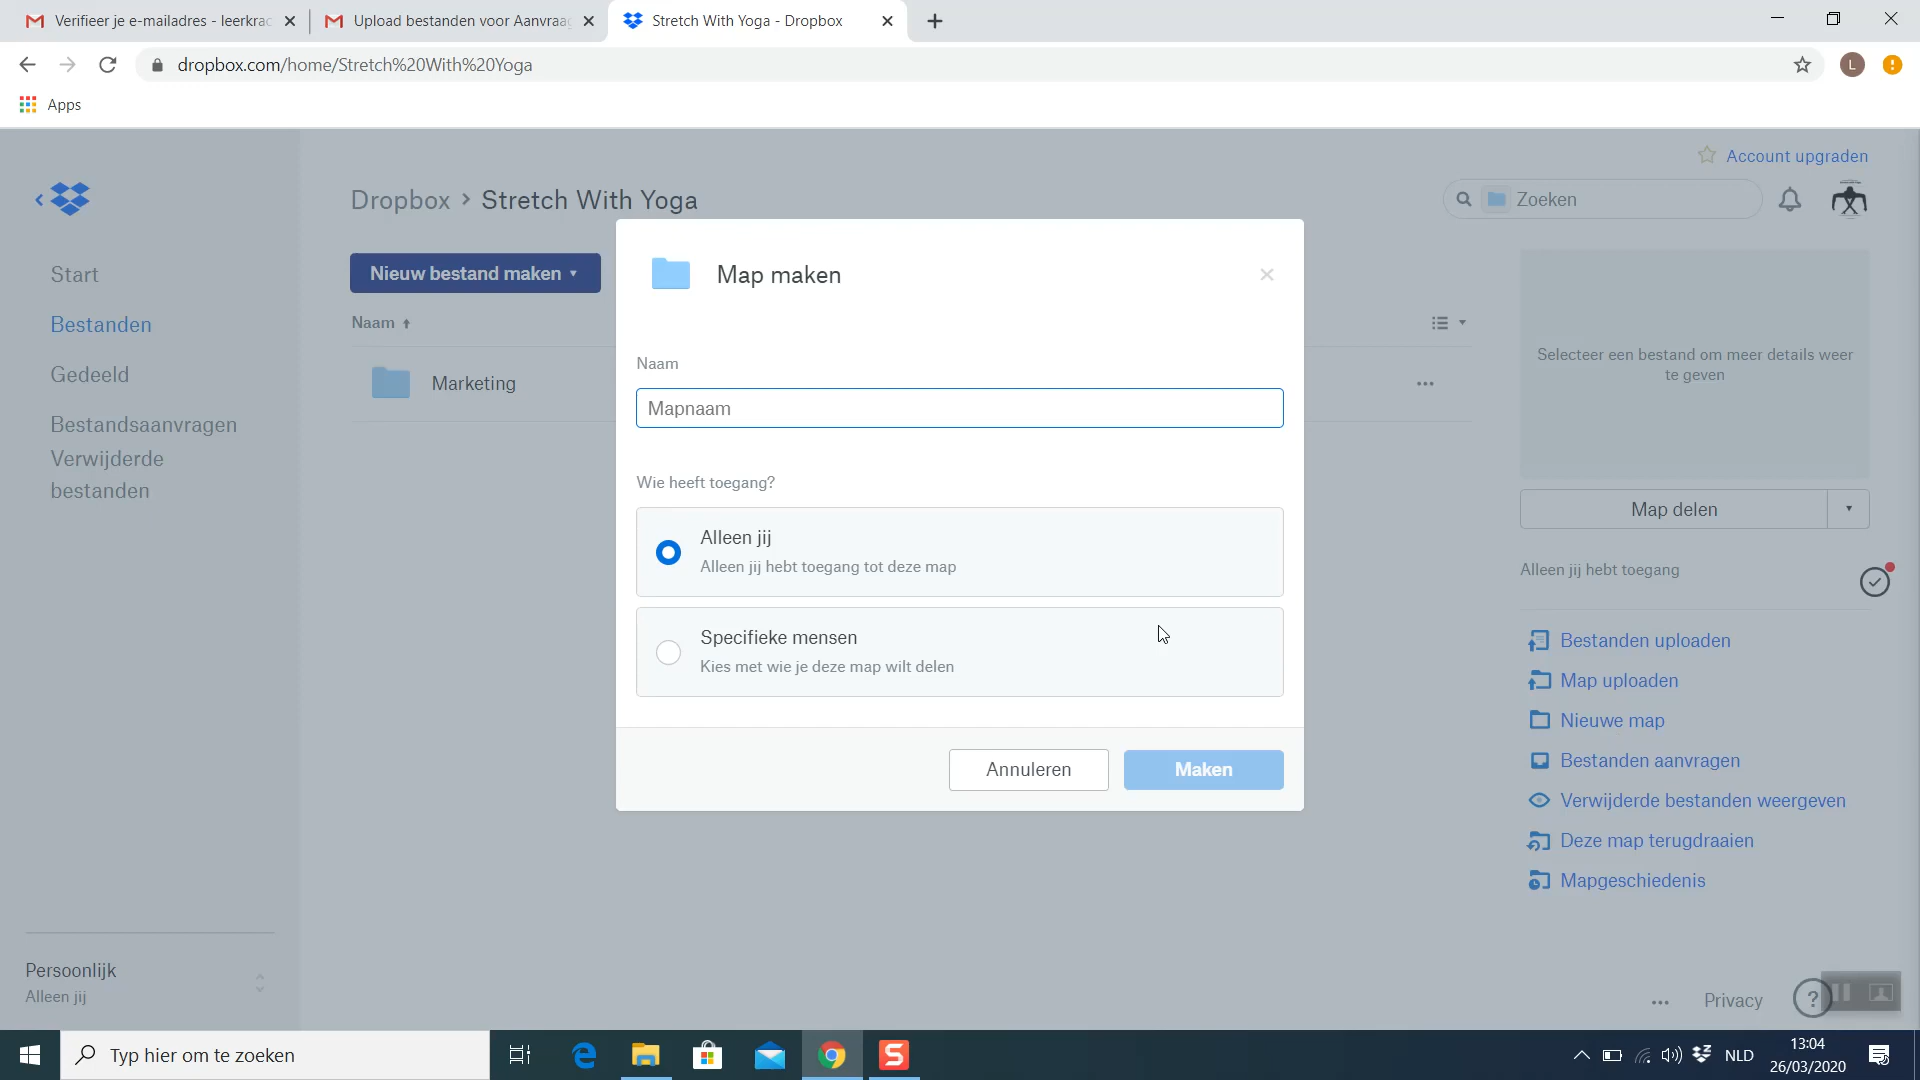 Verifieer je e-mailadres - leerkrac
Upload bestanden voor Aanvraag
Stretch With Yoga - Dropbox
dropbox.com/home/Stretch%20With%20Yoga
L
Apps
Account upgraden
Dropbox › Stretch With Yoga
Zoeken
Start
Bestanden
Gedeeld
Bestandsaanvragen
Verwijderde
bestanden
Nieuw bestand maken
Naam
Marketing
Map maken
Naam
Mapnaam
Wie heeft toegang?
Alleen jij
Alleen jij hebt toegang tot deze map
Specifieke mensen
Kies met wie je deze map wilt delen
Annuleren
Maken
Selecteer een bestand om meer details weer
te geven
Map delen
Alleen jij hebt toegang
Bestanden uploaden
Map uploaden
Nieuwe map
Bestanden aanvragen
Verwijderde bestanden weergeven
Deze map terugdraaien
Mapgeschiedenis
Persoonlijk
Alleen jij
Privacy
?
Typ hier om te zoeken
NLD
13:04
26/03/2020